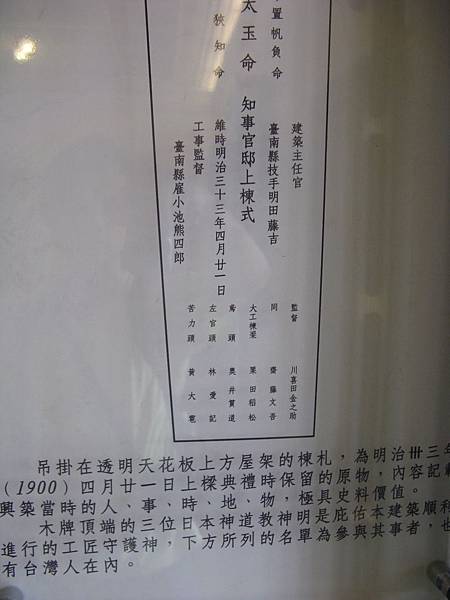 置帆負命
太玉命
狹知命
建築主任官
臺南縣技手明田藤吉
知事官邸上棟式
維時明治三十三年四月廿一日
工事監督
臺南縣雇小池熊四郎
監督 川喜田金之助
同 齋藤文吾
大工棟梁 栗田稻松
鳶頭 奧井貫道
左官頭 林愛記
苦力頭 黃大
吊掛在透明天花板上方屋架的棟札，為明治卅三年
（1900）四月廿一日上樑典禮時保留的原物，內容記載
興築當時的人、事、時、地、物，極具史料價值。
木牌頂端的三位日本神道教神明是庇佑本建築順利
進行的工匠守護神，下方所列的名單為參與其事者，也
有台灣人在內。